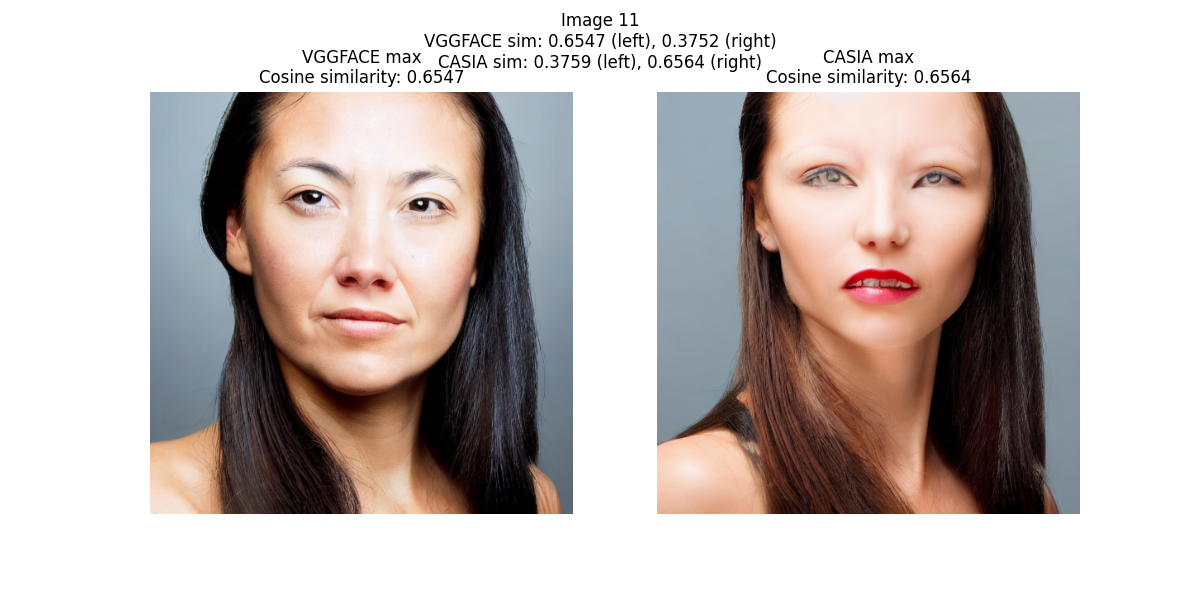 Image 11
VGGFACE sim: 0.6547 (left), 0.3752 (right)
CASIA sim: 0.3759 (left), 0.6564 (right)
VGGFACE max
Cosine similarity: 0.6547
CASIA max
Cosine similarity: 0.6564